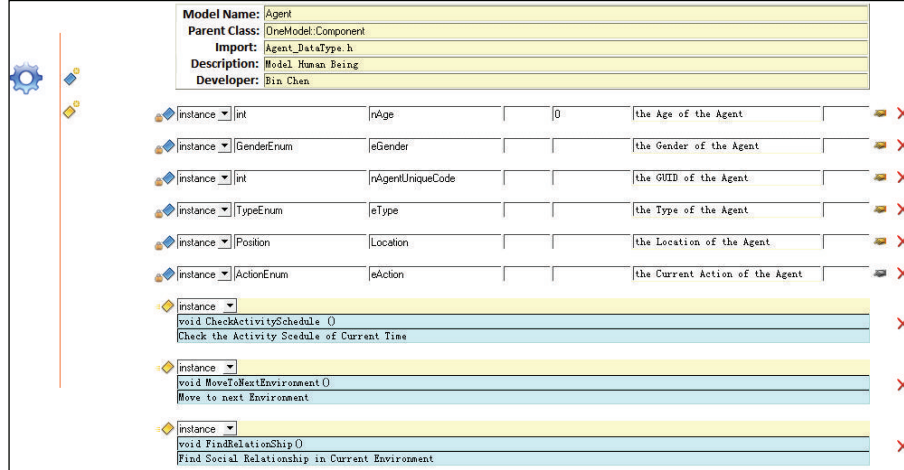 Model Name: Agent
Parent Class: OneModel::Component
Import: Agent_DataType.h
Description: Model Human Being
Developer: Bin Chen
instance int nAge 0 the Age of the Agent
instance GenderEnum eGender the Gender of the Agent
instance int nAgentUniqueCode the GUID of the Agent
instance TypeEnum eType the Type of the Agent
instance Position Location the Location of the Agent
instance ActionEnum eAction the Current Action of the Agent
instance
void CheckActivitySchedule ()
Check the Activity Scedule of Current Time
instance
void MoveToNextEnvironment()
Move to next Environment
instance
void FindRelationShip()
Find Social Relationship in Current Environment